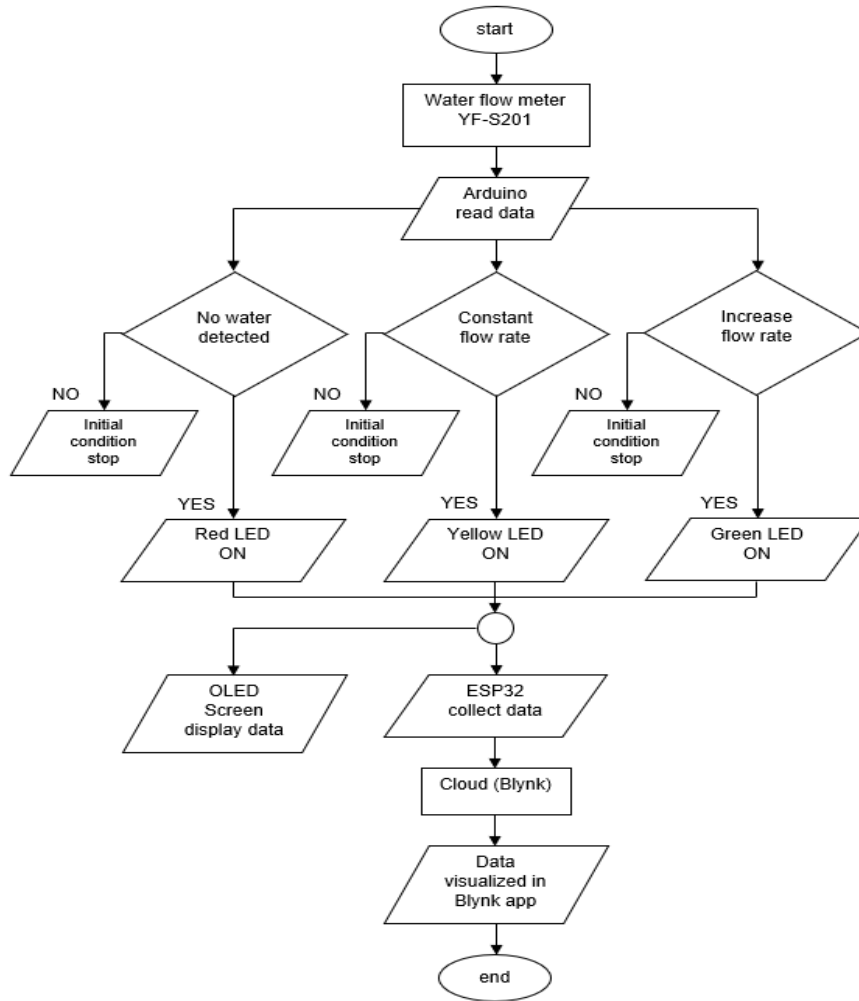 start
Water flow meter
YF-S201
Arduino
read data
No water
detected
Constant
flow rate
Increase
flow rate
NO
NO
NO
Initial
condition
stop
Initial
condition
stop
Initial
condition
stop
YES
YES
YES
Red LED
ON
Yellow LED
ON
Green LED
ON
OLED
Screen
display data
ESP32
collect data
Cloud (Blynk)
Data
visualized in
Blynk app
end